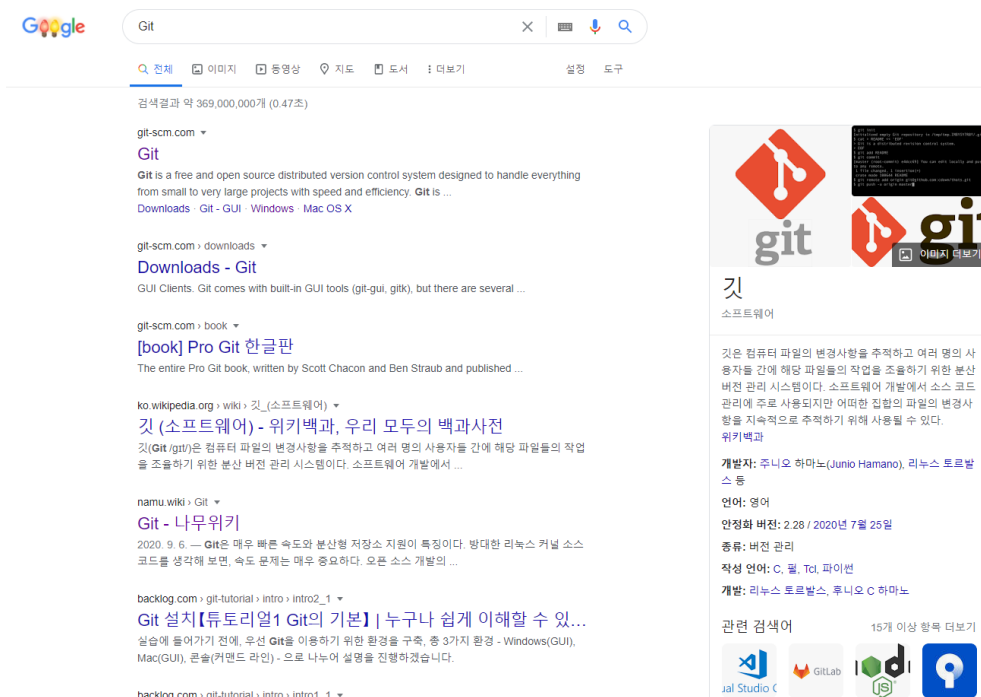 Google
Git
전체 이미지 동영상 지도 도서 더보기 설정 도구
검색결과 약 369,000,000개 (0.47초)
git-scm.com
Git
Git is a free and open source distributed version control system designed to handle everything
from small to very large projects with speed and efficiency. Git is ...
Downloads · Git - GUI · Windows · Mac OS X
git-scm.com › downloads
Downloads - Git
GUI Clients. Git comes with built-in GUI tools (git-gui, gitk), but there are several ...
git-scm.com › book
[book] Pro Git 한글판
The entire Pro Git book, written by Scott Chacon and Ben Straub and published ...
ko.wikipedia.org › wiki › 깃_(소프트웨어)
깃 (소프트웨어) - 위키백과, 우리 모두의 백과사전
깃(Git /ɡɪt/)은 컴퓨터 파일의 변경사항을 추적하고 여러 명의 사용자들 간에 해당 파일들의 작업
을 조율하기 위한 분산 버전 관리 시스템이다. 소프트웨어 개발에서 ...
namu.wiki › Git
Git - 나무위키
2020. 9. 6. — Git은 매우 빠른 속도와 분산형 저장소 지원이 특징이다. 방대한 리눅스 커널 소스
코드를 생각해 보면, 속도 문제는 매우 중요하다. 오픈 소스 개발의 ...
backlog.com › git-tutorial › intro › intro2_1
Git 설치【튜토리얼1 Git의 기본】 | 누구나 쉽게 이해할 수 있...
실습에 들어가기 전에, 우선 Git을 이용하기 위한 환경을 구축, 총 3가지 환경 - Windows(GUI),
Mac(GUI), 콘솔(커맨드 라인) - 으로 나누어 설명을 진행하겠습니다.
backlog.com › git-tutorial › intro › intro1_1
git
git
이미지 더보기
깃
소프트웨어
깃은 컴퓨터 파일의 변경사항을 추적하고 여러 명의 사
용자들 간에 해당 파일들의 작업을 조율하기 위한 분산
버전 관리 시스템이다. 소프트웨어 개발에서 소스 코드
관리에 주로 사용되지만 어떠한 집합의 파일의 변경사
항을 지속적으로 추적하기 위해 사용될 수 있다.
위키백과
개발자: 주니오 하마노(Junio Hamano), 리누스 토르발
스 등
언어: 영어
안정화 버전: 2.28 / 2020년 7월 25일
종류: 버전 관리
작성 언어: C, 펄, Tcl, 파이썬
개발: 리누스 토르발스, 후니오 C 하마노
관련 검색어 15개 이상 항목 더보기
ual Studio C
GitLab
JS